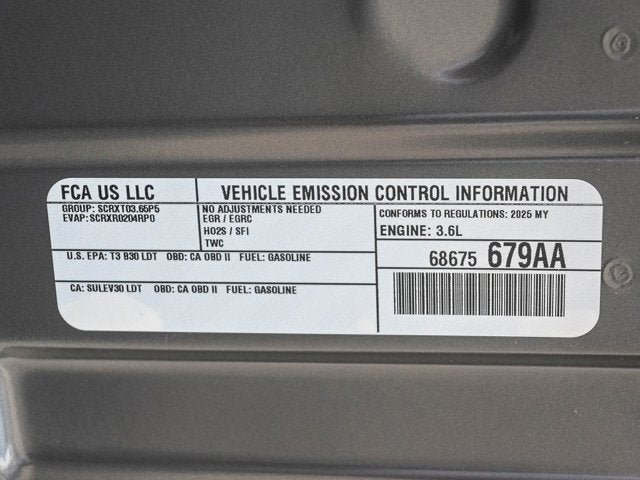 FCA US LLC
VEHICLE EMISSION CONTROL INFORMATION
GROUP: SCRXT03.65P5
EVAP: SCRXR0204RP0
NO ADJUSTMENTS NEEDED
EGR / EGRC
HO2S / SFI
TWC
CONFORMS TO REGULATIONS: 2025 MY
ENGINE: 3.6L
U.S. EPA: T3 B30 LDT OBD: CA OBD II FUEL: GASOLINE
CA: SULEV30 LDT OBD: CA OBD II FUEL: GASOLINE
68675 679AA